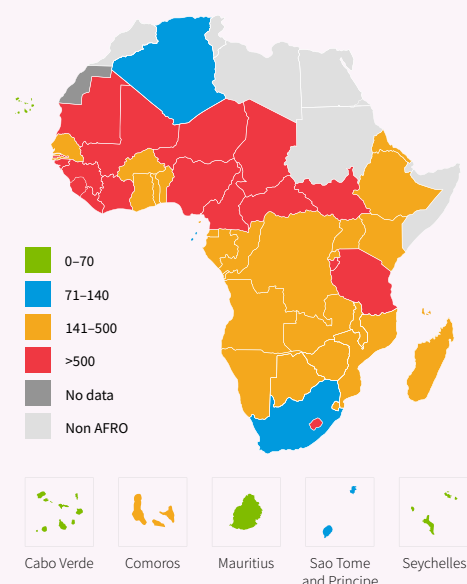 0–70
71–140
141–500
>500
No data
Non AFRO
Cabo Verde
Comoros
Mauritius
Sao Tome
and Principe
Seychelles